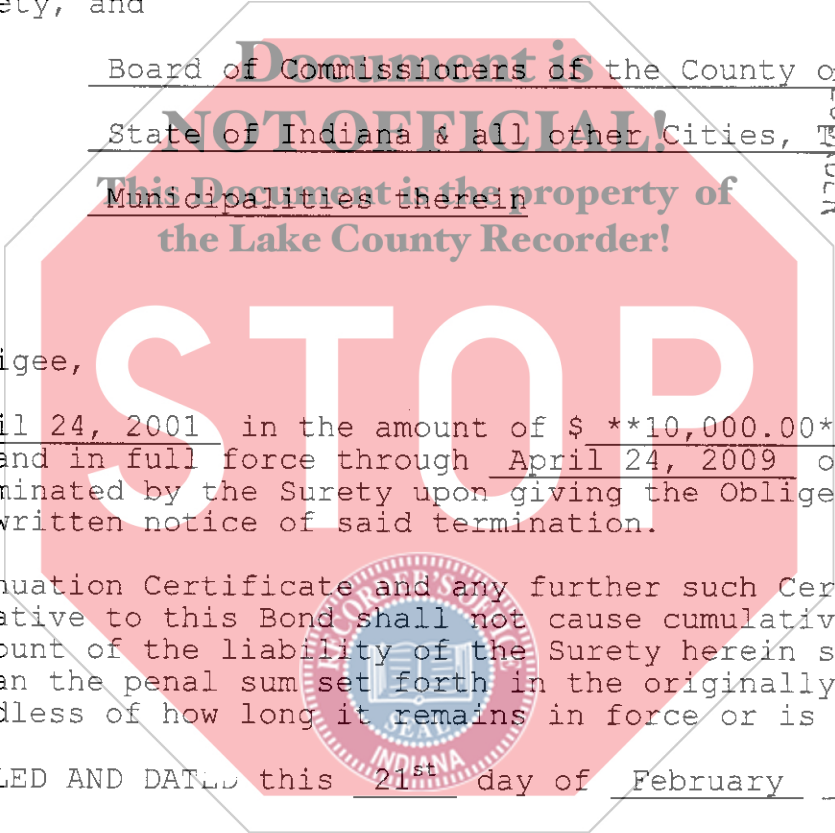 ety, and
Document is
Board of Commissioners of the County o
NOT OFFICIAL!
State of Indiana & all other Cities, T
This Document is the property of
Municipalities therein
the Lake County Recorder!
STOP
igee,
il 24, 2001 in the amount of $ **10,000.00*
and in full force through April 24, 2009 o
minated by the Surety upon giving the Oblige
written notice of said termination.
nuation Certificate and any further such Cer
ative to this Bond shall not cause cumulativ
ount of the liability of the Surety herein s
an the penal sum set forth in the originally
dless of how long it remains in force or is
RECORDER'S OFFICE
SEAL
INDIANA
LED AND DATED this 21st day of February